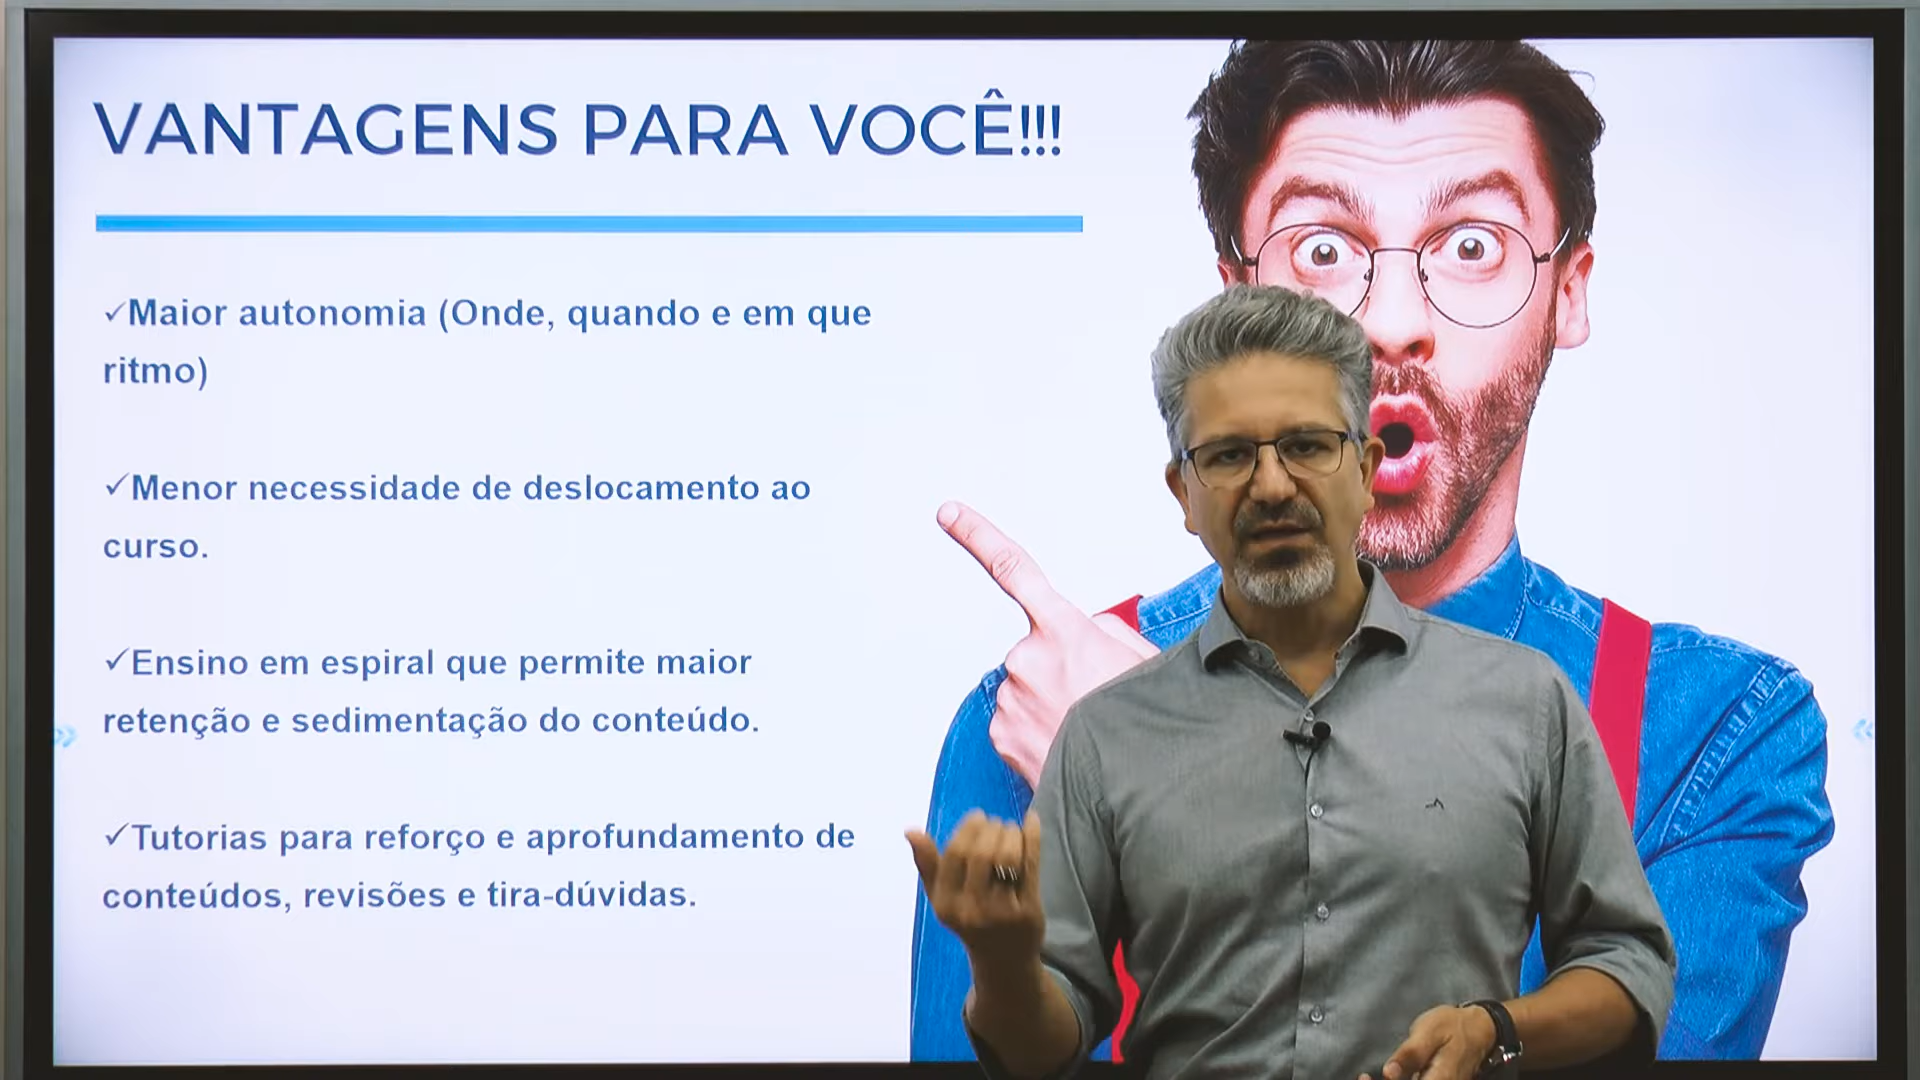 VANTAGENS PARA VOCÊ!!!
✓Maior autonomia (Onde, quando e em que
ritmo)
✓Menor necessidade de deslocamento ao
curso.
✓Ensino em espiral que permite maior
retenção e sedimentação do conteúdo.
✓Tutorias para reforço e aprofundamento de
conteúdos, revisões e tira-dúvidas.